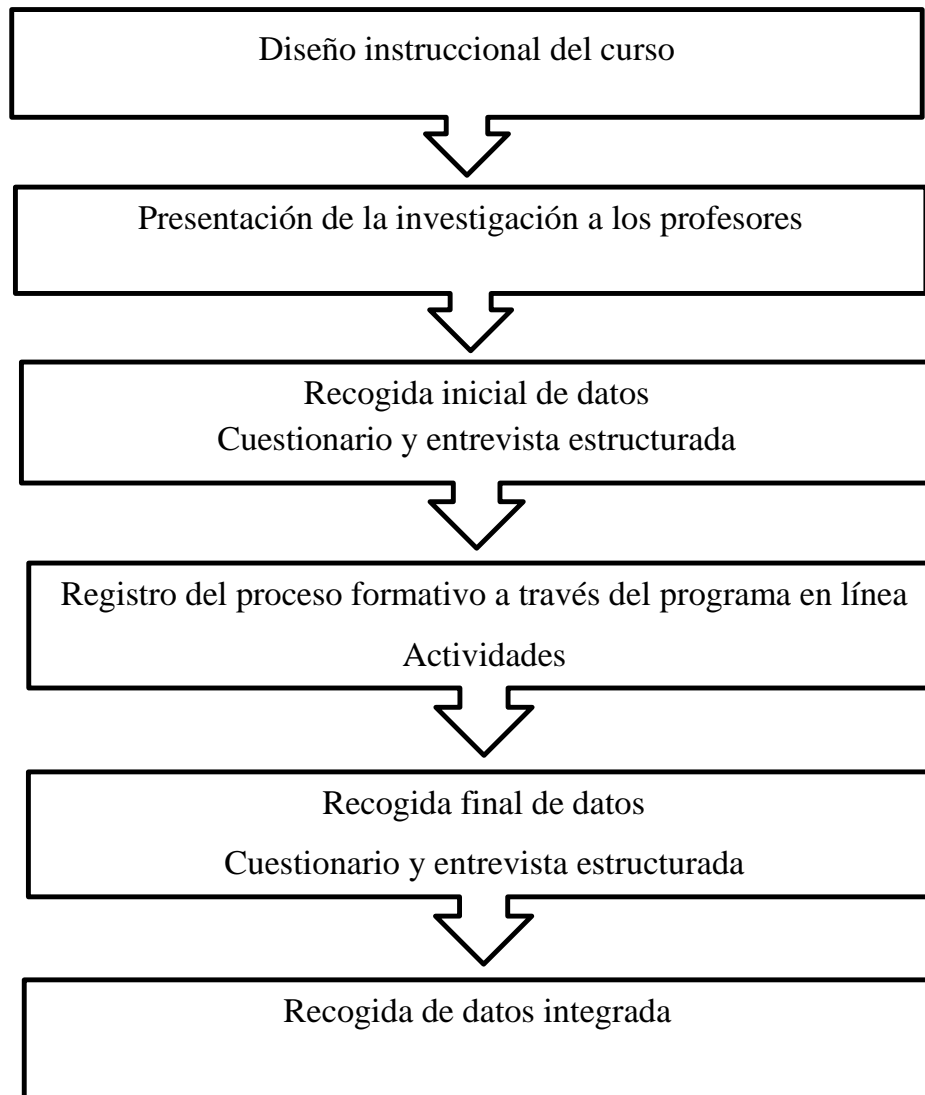 Diseño instruccional del curso
Presentación de la investigación a los profesores
Recogida inicial de datos
Cuestionario y entrevista estructurada
Registro del proceso formativo a través del programa en línea
Actividades
Recogida final de datos
Cuestionario y entrevista estructurada
Recogida de datos integrada